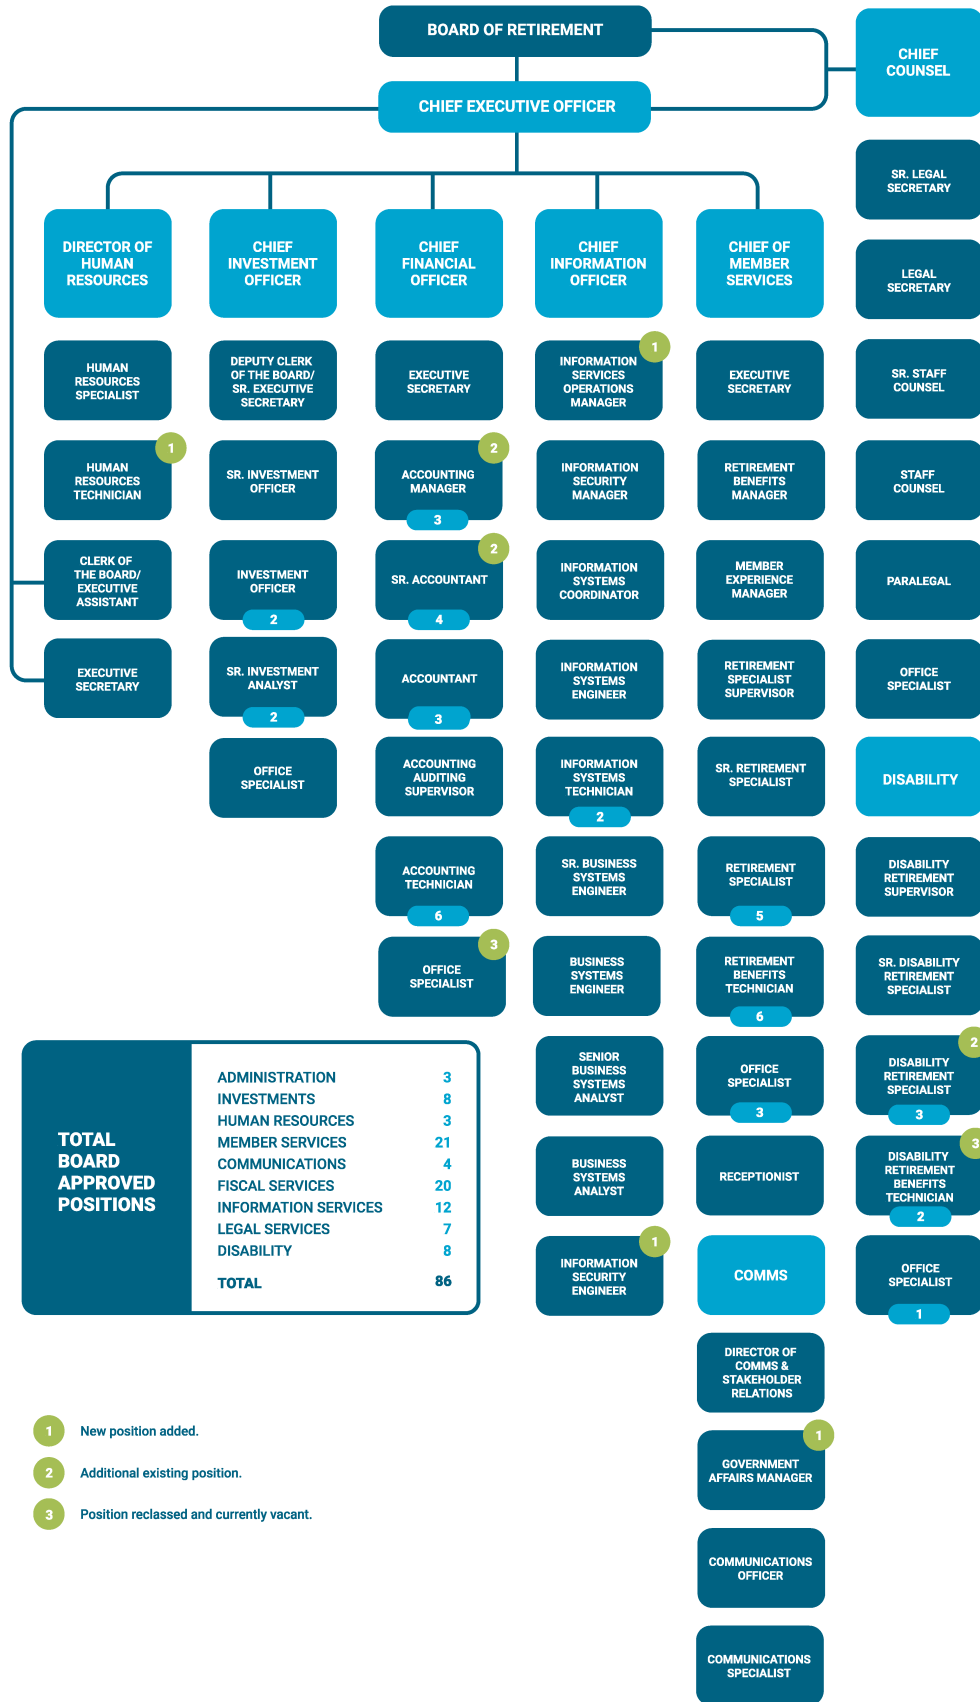 BOARD OF RETIREMENT
CHIEF EXECUTIVE OFFICER
CHIEF
COUNSEL
SR. LEGAL
SECRETARY
LEGAL
SECRETARY
SR. STAFF
COUNSEL
STAFF
COUNSEL
PARALEGAL
OFFICE
SPECIALIST
DISABILITY
DISABILITY
RETIREMENT
SUPERVISOR
SR. DISABILITY
RETIREMENT
SPECIALIST
2
DISABILITY
RETIREMENT
SPECIALIST
3
3
DISABILITY
RETIREMENT
BENEFITS
TECHNICIAN
2
OFFICE
SPECIALIST
1
DIRECTOR OF
HUMAN
RESOURCES
HUMAN
RESOURCES
SPECIALIST
1
HUMAN
RESOURCES
TECHNICIAN
CLERK OF
THE BOARD/
EXECUTIVE
ASSISTANT
EXECUTIVE
SECRETARY
CHIEF
INVESTMENT
OFFICER
DEPUTY CLERK
OF THE BOARD/
SR. EXECUTIVE
SECRETARY
SR. INVESTMENT
OFFICER
INVESTMENT
OFFICER
2
SR. INVESTMENT
ANALYST
2
OFFICE
SPECIALIST
CHIEF
FINANCIAL
OFFICER
EXECUTIVE
SECRETARY
2
ACCOUNTING
MANAGER
3
2
SR. ACCOUNTANT
4
ACCOUNTANT
3
ACCOUNTING
AUDITING
SUPERVISOR
ACCOUNTING
TECHNICIAN
6
3
OFFICE
SPECIALIST
CHIEF
INFORMATION
OFFICER
1
INFORMATION
SERVICES
OPERATIONS
MANAGER
INFORMATION
SECURITY
MANAGER
INFORMATION
SYSTEMS
COORDINATOR
INFORMATION
SYSTEMS
ENGINEER
INFORMATION
SYSTEMS
TECHNICIAN
2
SR. BUSINESS
SYSTEMS
ENGINEER
BUSINESS
SYSTEMS
ENGINEER
SENIOR
BUSINESS
SYSTEMS
ANALYST
BUSINESS
SYSTEMS
ANALYST
1
INFORMATION
SECURITY
ENGINEER
CHIEF OF
MEMBER
SERVICES
EXECUTIVE
SECRETARY
RETIREMENT
BENEFITS
MANAGER
MEMBER
EXPERIENCE
MANAGER
RETIREMENT
SPECIALIST
SUPERVISOR
SR. RETIREMENT
SPECIALIST
RETIREMENT
SPECIALIST
5
RETIREMENT
BENEFITS
TECHNICIAN
6
OFFICE
SPECIALIST
3
RECEPTIONIST
COMMS
DIRECTOR OF
COMMS &
STAKEHOLDER
RELATIONS
1
GOVERNMENT
AFFAIRS MANAGER
COMMUNICATIONS
OFFICER
COMMUNICATIONS
SPECIALIST
TOTAL
BOARD
APPROVED
POSITIONS
ADMINISTRATION 3
INVESTMENTS 8
HUMAN RESOURCES 3
MEMBER SERVICES 21
COMMUNICATIONS 4
FISCAL SERVICES 20
INFORMATION SERVICES 12
LEGAL SERVICES 7
DISABILITY 8
TOTAL 86
1 New position added.
2 Additional existing position.
3 Position reclassed and currently vacant.